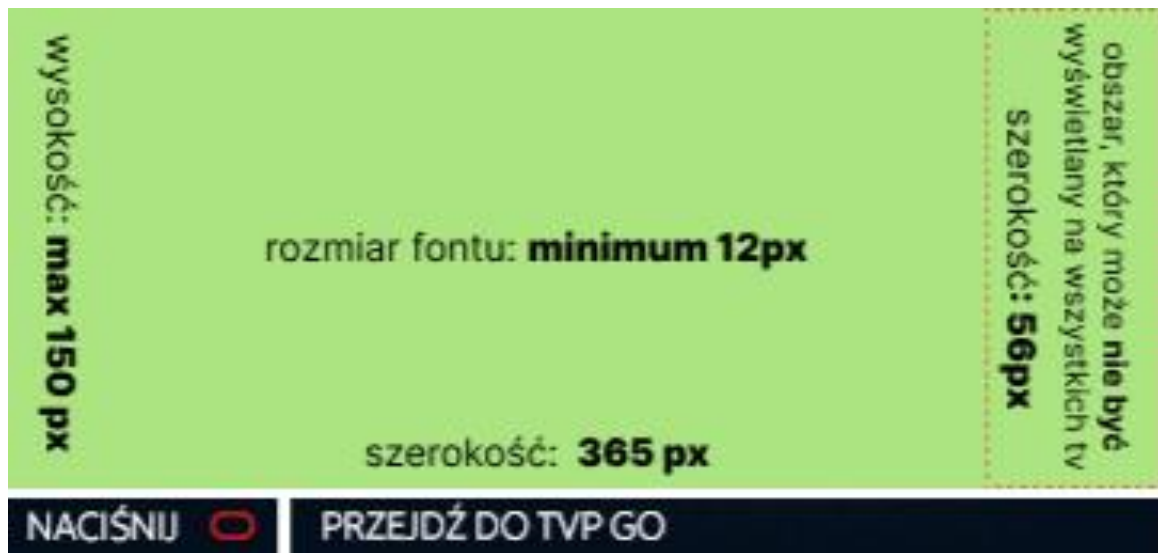 wysokość: max 150 px
rozmiar fontu: minimum 12px
szerokość: 365 px
obszar, który może nie być
wyświetlany na wszystkich tv
szerokość: 56px
NACIŚNIJ
PRZEJDŹ DO TVP GO